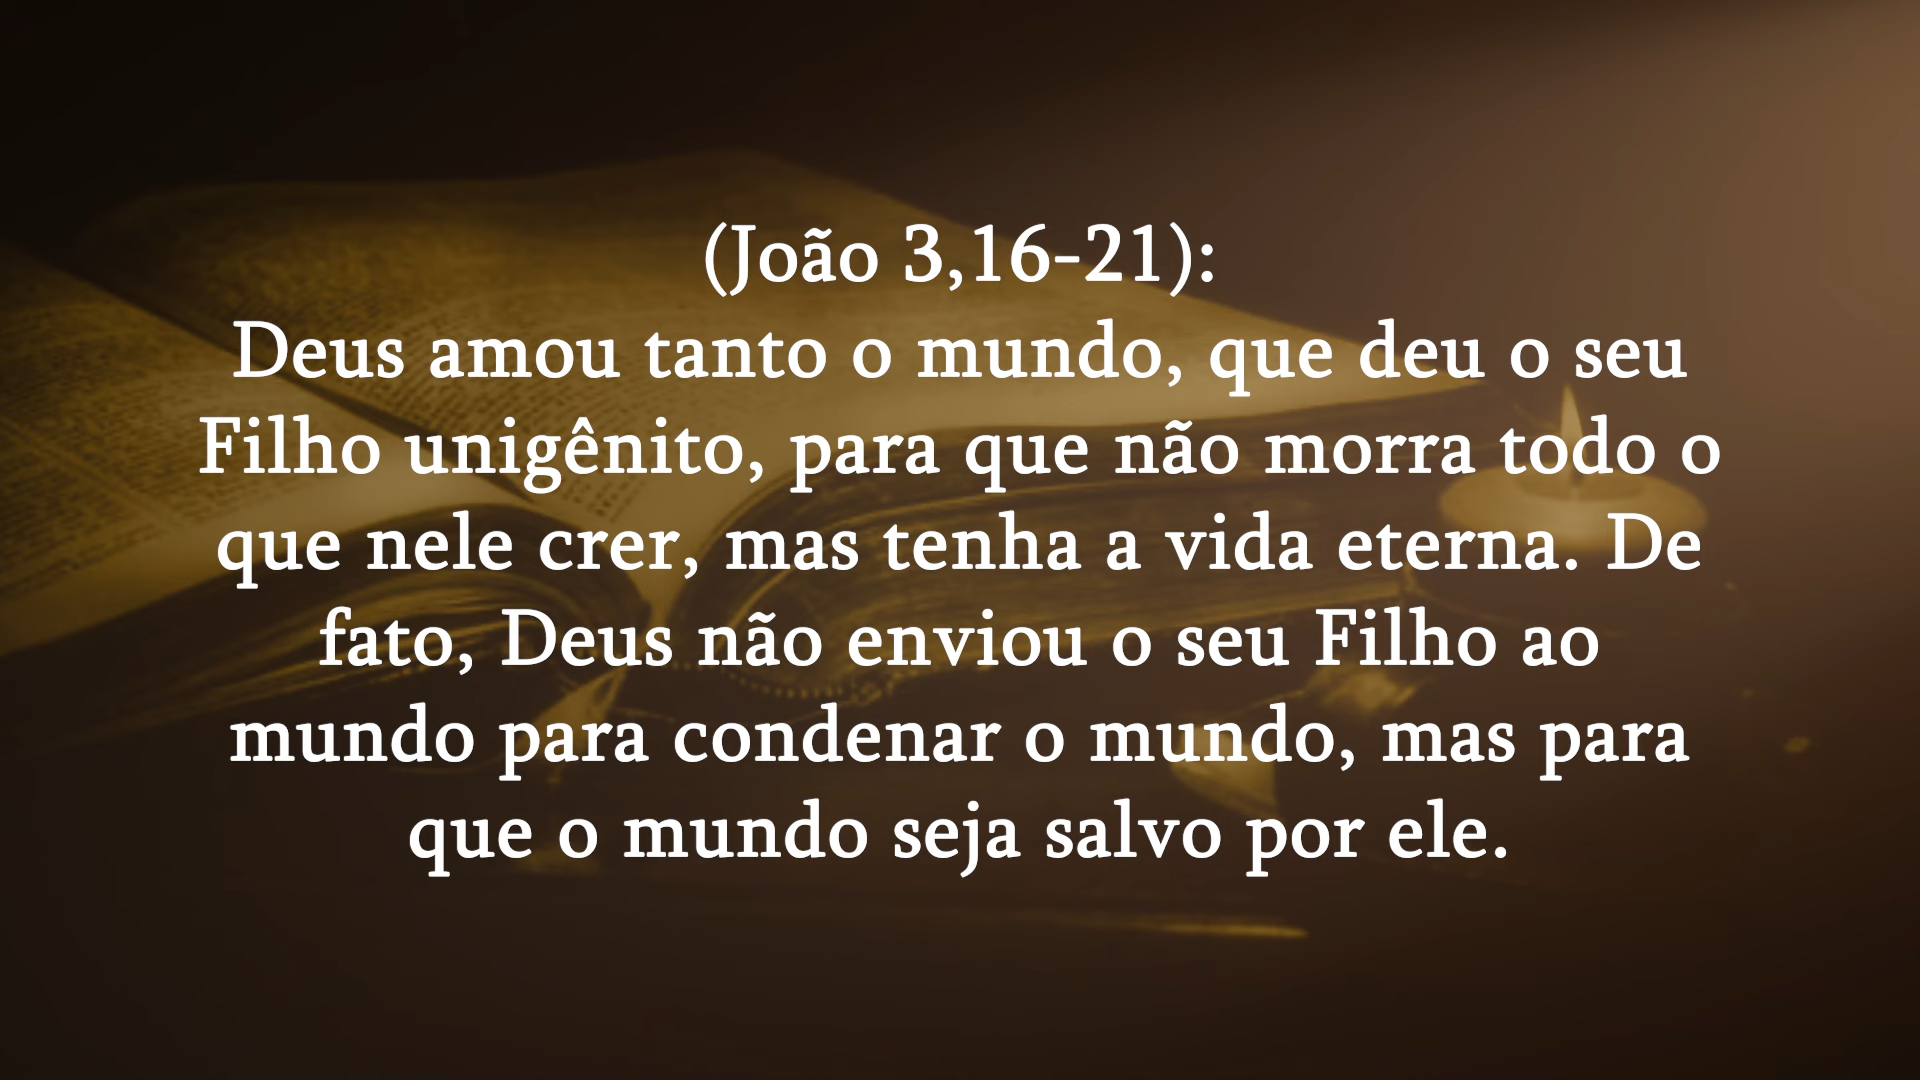 (João 3,16-21):
Deus amou tanto o mundo, que deu o seu
Filho unigênito, para que não morra todo o
que nele crer, mas tenha a vida eterna. De
fato, Deus não enviou o seu Filho ao
mundo para condenar o mundo, mas para
que o mundo seja salvo por ele.